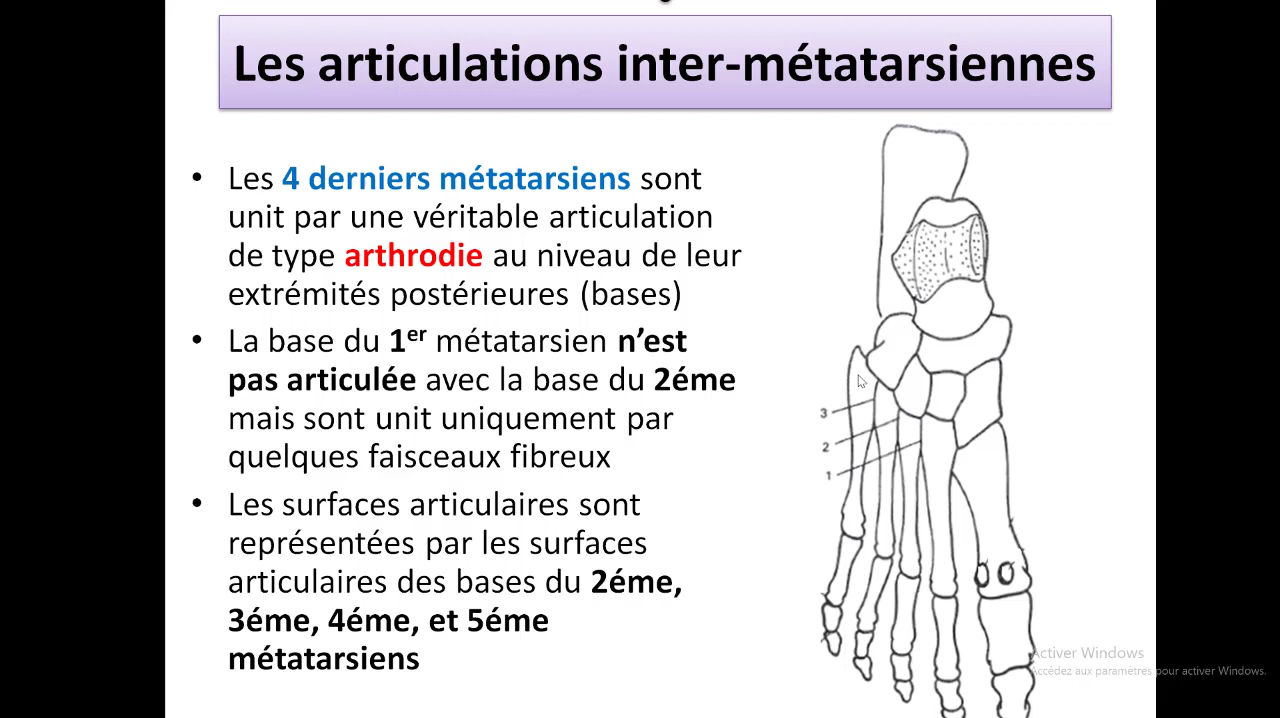 Les articulations inter-métatarsiennes
• Les 4 derniers métatarsiens sont
unit par une véritable articulation
de type arthrodie au niveau de leur
extrémités postérieures (bases)
• La base du 1er métatarsien n’est
pas articulée avec la base du 2éme
mais sont unit uniquement par
quelques faisceaux fibreux
• Les surfaces articulaires sont
représentées par les surfaces
articulaires des bases du 2éme,
3éme, 4éme, et 5éme
métatarsiens
3
2
1
Activer Windows
Accédez aux paramètres pour activer Windows.